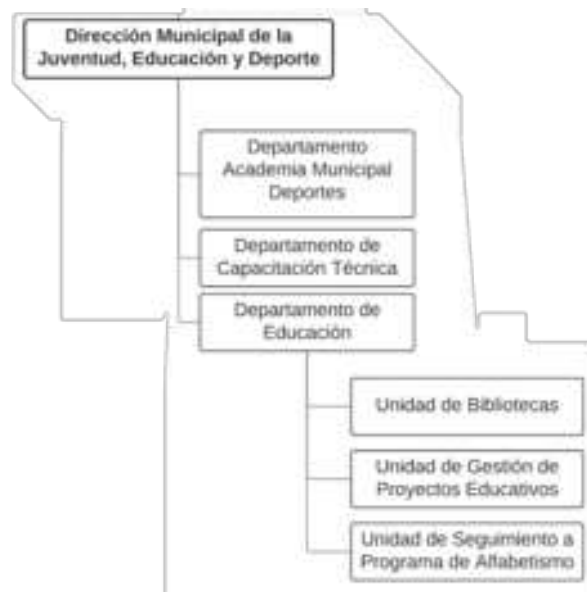 Dirección Municipal de la
Juventud, Educación y Deporte
Departamento
Academia Municipal
Deportes
Departamento de
Capacitación Técnica
Departamento de
Educación
Unidad de Bibliotecas
Unidad de Gestión de
Proyectos Educativos
Unidad de Seguimiento a
Programa de Alfabetismo